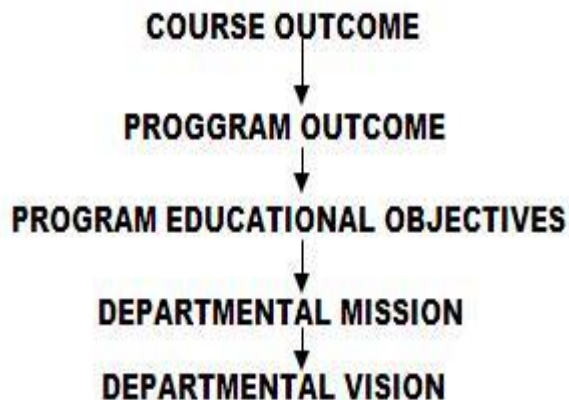 COURSE OUTCOME
PROGGRAM OUTCOME
PROGRAM EDUCATIONAL OBJECTIVES
DEPARTMENTAL MISSION
DEPARTMENTAL VISION